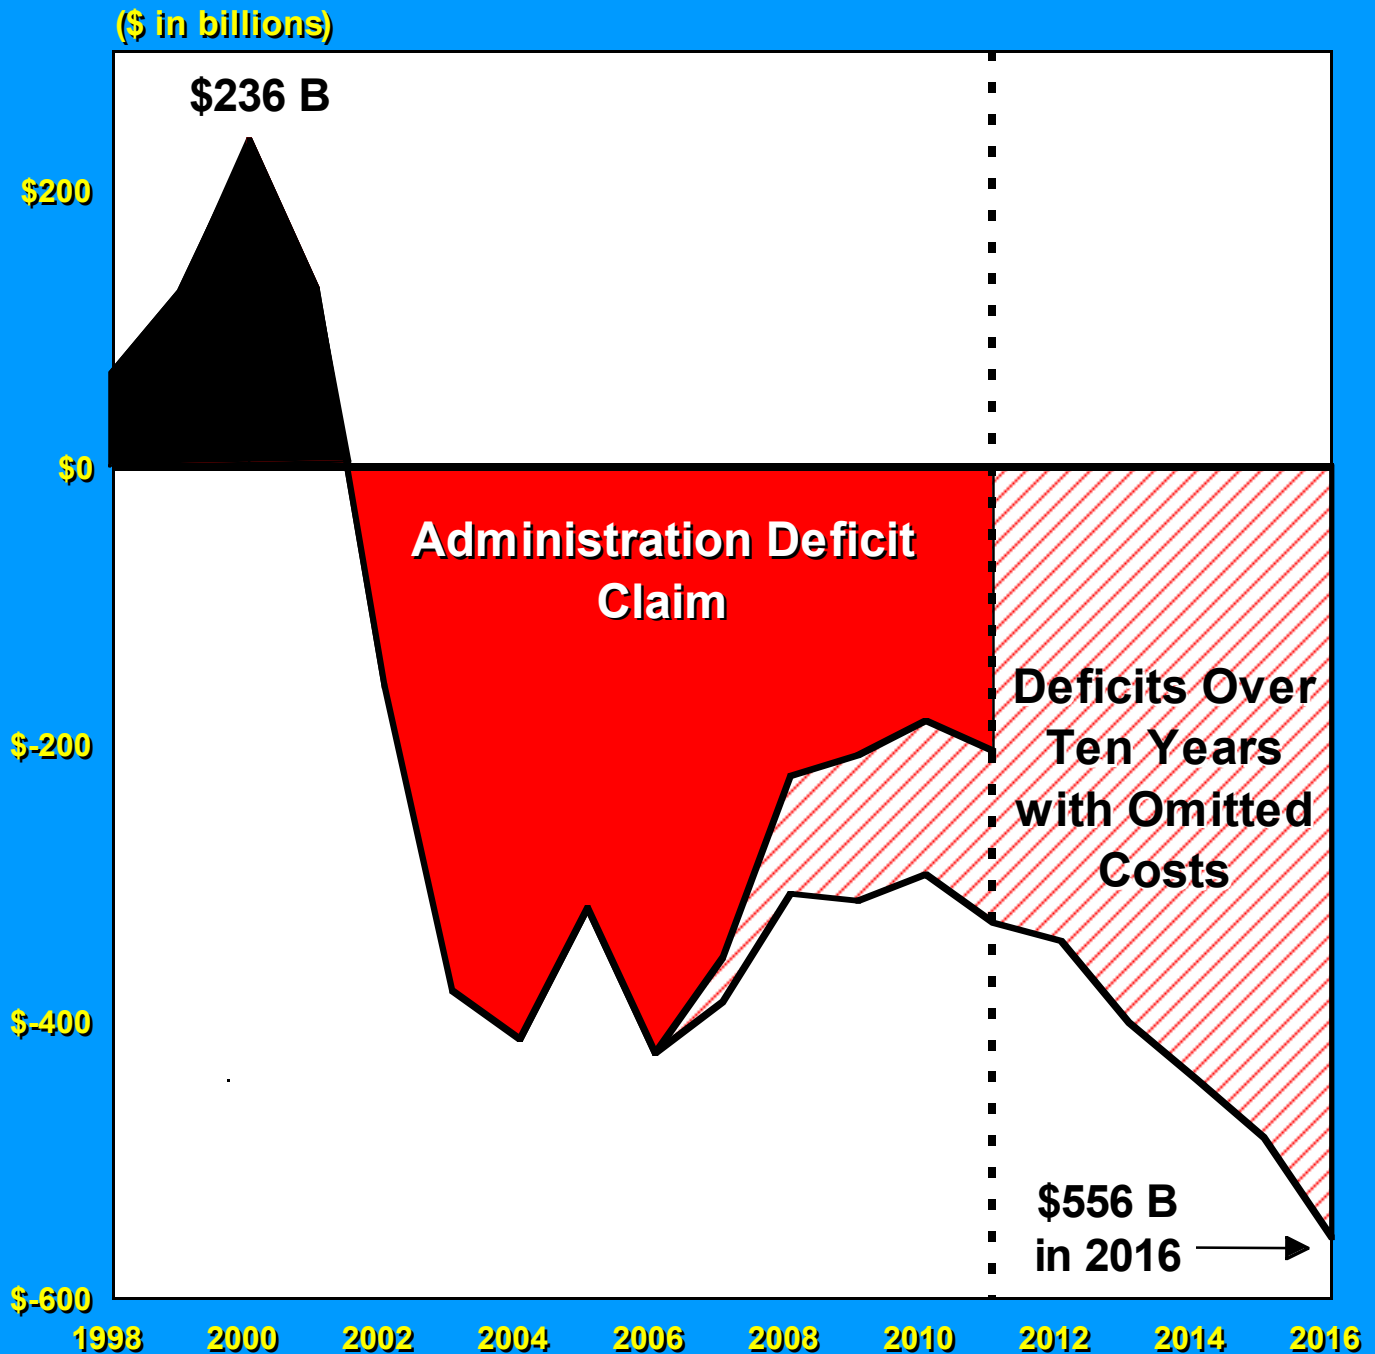 ($ in billions)
$236 B
$200
$0
Administration Deficit
Claim
Deficits Over
Ten Years
with Omitted
Costs
$-200
$-400
$556 B
in 2016
$-600
1998 2000 2002 2004 2006 2008 2010 2012 2014 2016